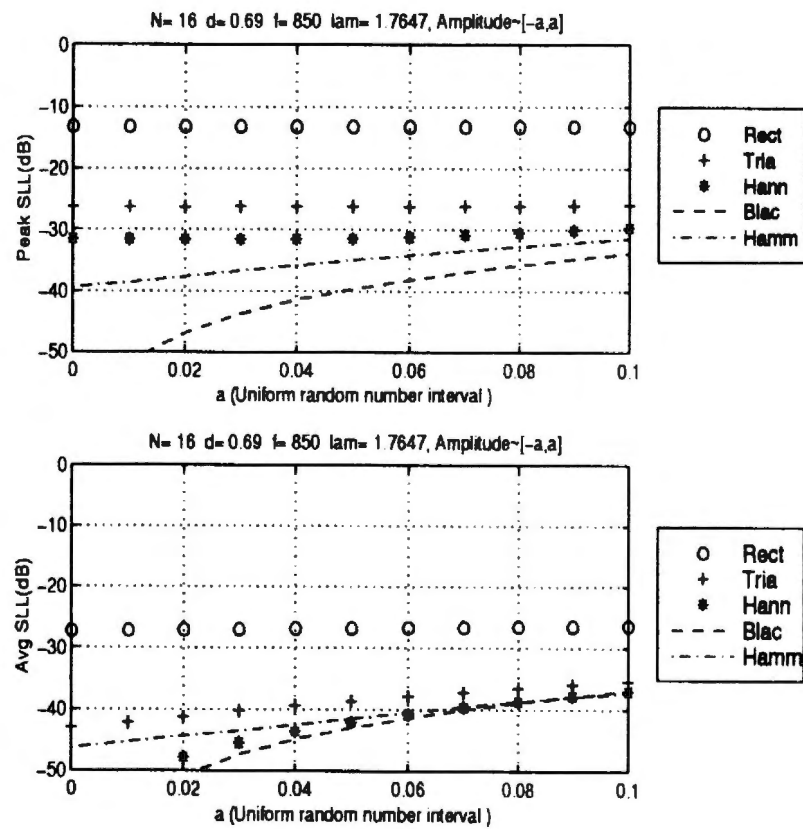 N= 16 d= 0.69 f= 850 lam= 1.7647, Amplitude~[-a,a]
0
-10
-20
-30
-40
-50
Peak SLL(dB)
0 0.02 0.04 0.06 0.08 0.1
a (Uniform random number interval )
Rect
Tria
Hann
Blac
Hamm
N= 16 d= 0.69 f= 850 lam= 1.7647, Amplitude~[-a,a]
0
-10
-20
-30
-40
-50
Avg SLL(dB)
0 0.02 0.04 0.06 0.08 0.1
a (Uniform random number interval )
Rect
Tria
Hann
Blac
Hamm